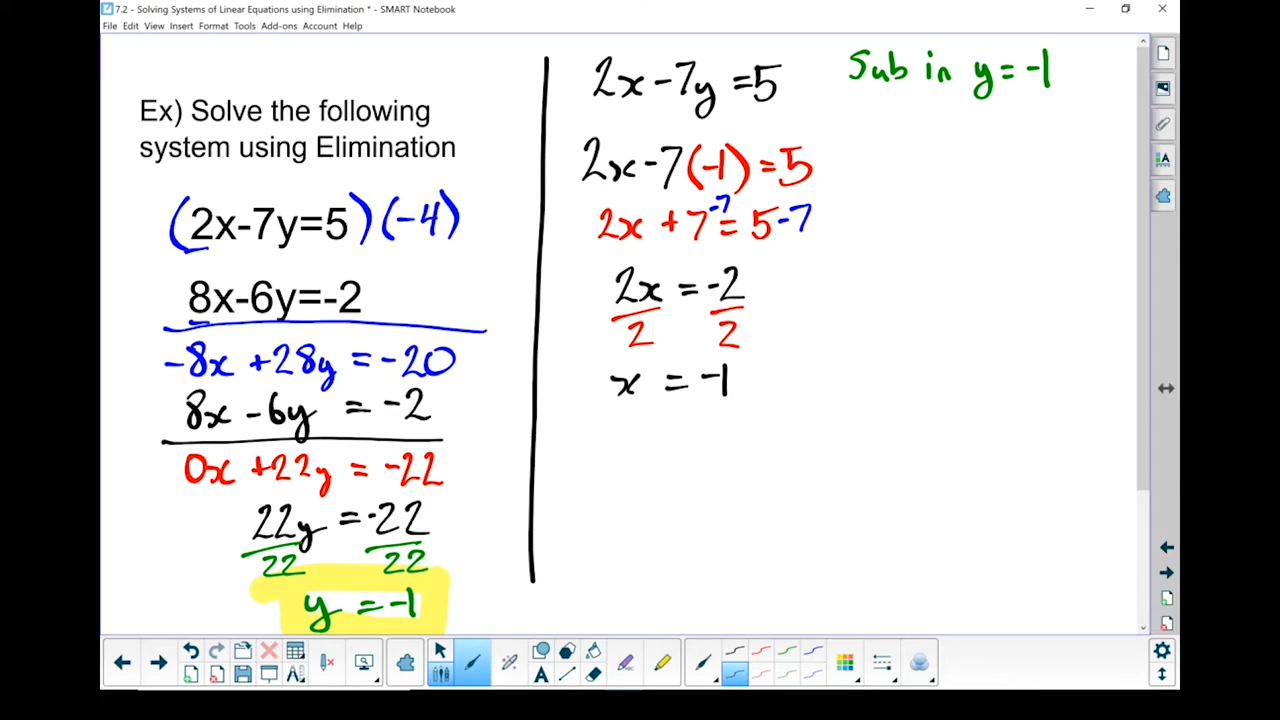 7.2 - Solving Systems of Linear Equations using Elimination * - SMART Notebook
File Edit View Insert Format Tools Add-ons Account Help
Ex) Solve the following
system using Elimination
(2x-7y=5)(-4)
8x-6y=-2
-8x +28y = -20
8x - 6y = -2
0x +22y = -22
22y = -22
22 22
y = -1
2x - 7y = 5
2x - 7(-1) = 5
2x + 7 -7 = 5 -7
2x = -2
2 2
x = -1
Sub in y = -1